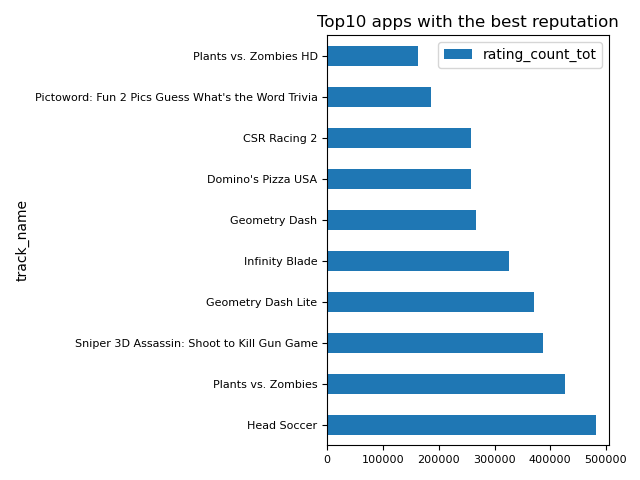 Top10 apps with the best reputation
rating_count_tot
track_name
Plants vs. Zombies HD
Pictoword: Fun 2 Pics Guess What's the Word Trivia
CSR Racing 2
Domino's Pizza USA
Geometry Dash
Infinity Blade
Geometry Dash Lite
Sniper 3D Assassin: Shoot to Kill Gun Game
Plants vs. Zombies
Head Soccer
0 100000 200000 300000 400000 500000